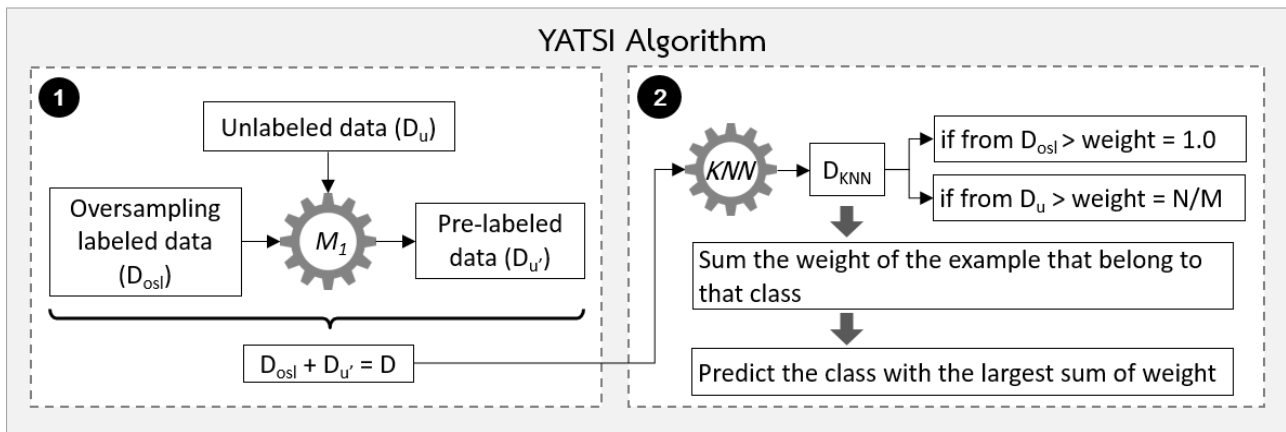 YATSI Algorithm
1
Unlabeled data (Du)
Oversampling
labeled data
(Dosl)
M1
Pre-labeled
data (Du′)
Dosl + Du′ = D
2
KNN
DKNN
if from Dosl > weight = 1.0
if from Du > weight = N/M
Sum the weight of the example that belong to
that class
Predict the class with the largest sum of weight